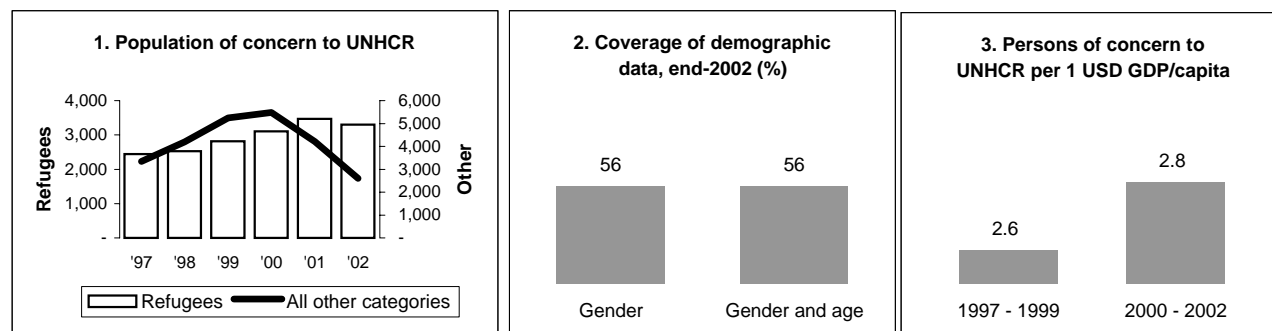 1. Population of concern to UNHCR
Refugees
4,000
3,000
2,000
1,000
-
6,000
5,000
4,000
3,000
2,000
1,000
-
Other
'97 '98 '99 '00 '01 '02
Refugees All other categories
2. Coverage of demographic
data, end-2002 (%)
56 56
Gender Gender and age
3. Persons of concern to
UNHCR per 1 USD GDP/capita
2.6
2.8
1997 - 1999 2000 - 2002